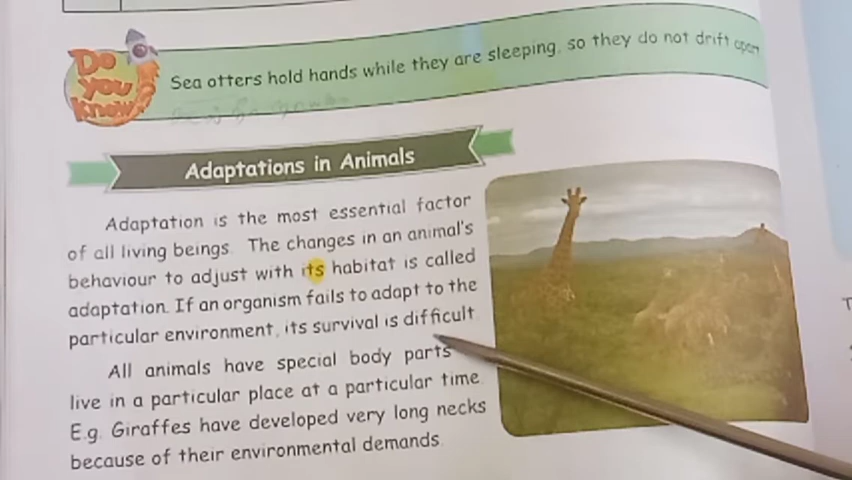 Do
you
know?
Sea otters hold hands while they are sleeping, so they do not drift apart
Adaptations in Animals
Adaptation is the most essential factor
of all living beings. The changes in an animal's
behaviour to adjust with its habitat is called
adaptation. If an organism fails to adapt to the
particular environment, its survival is difficult
All animals have special body parts
live in a particular place at a particular time.
E.g. Giraffes have developed very long necks
because of their environmental demands.